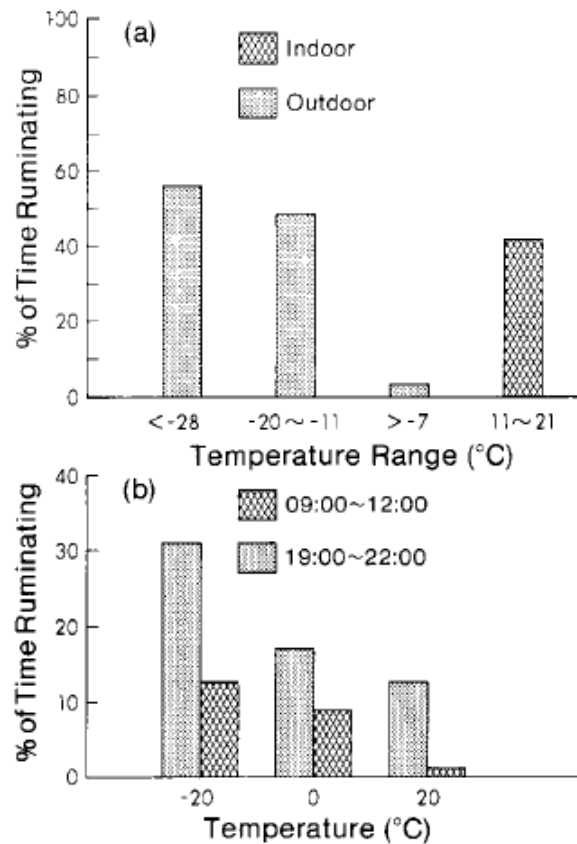 (a)
Indoor
Outdoor
% of Time Ruminating
100
80
60
40
20
0
<-28 -20~-11 >-7 11~21
Temperature Range (°C)
(b)
09:00~12:00
19:00~22:00
% of Time Ruminating
40
30
20
10
0
-20 0 20
Temperature (°C)